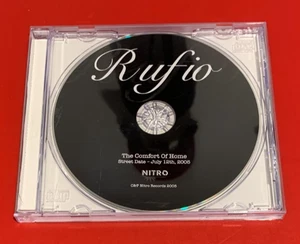 Rufio
The Comfort Of Home
Street Date - July 12th, 2005
NITRO
©&℗ Nitro Records 2005